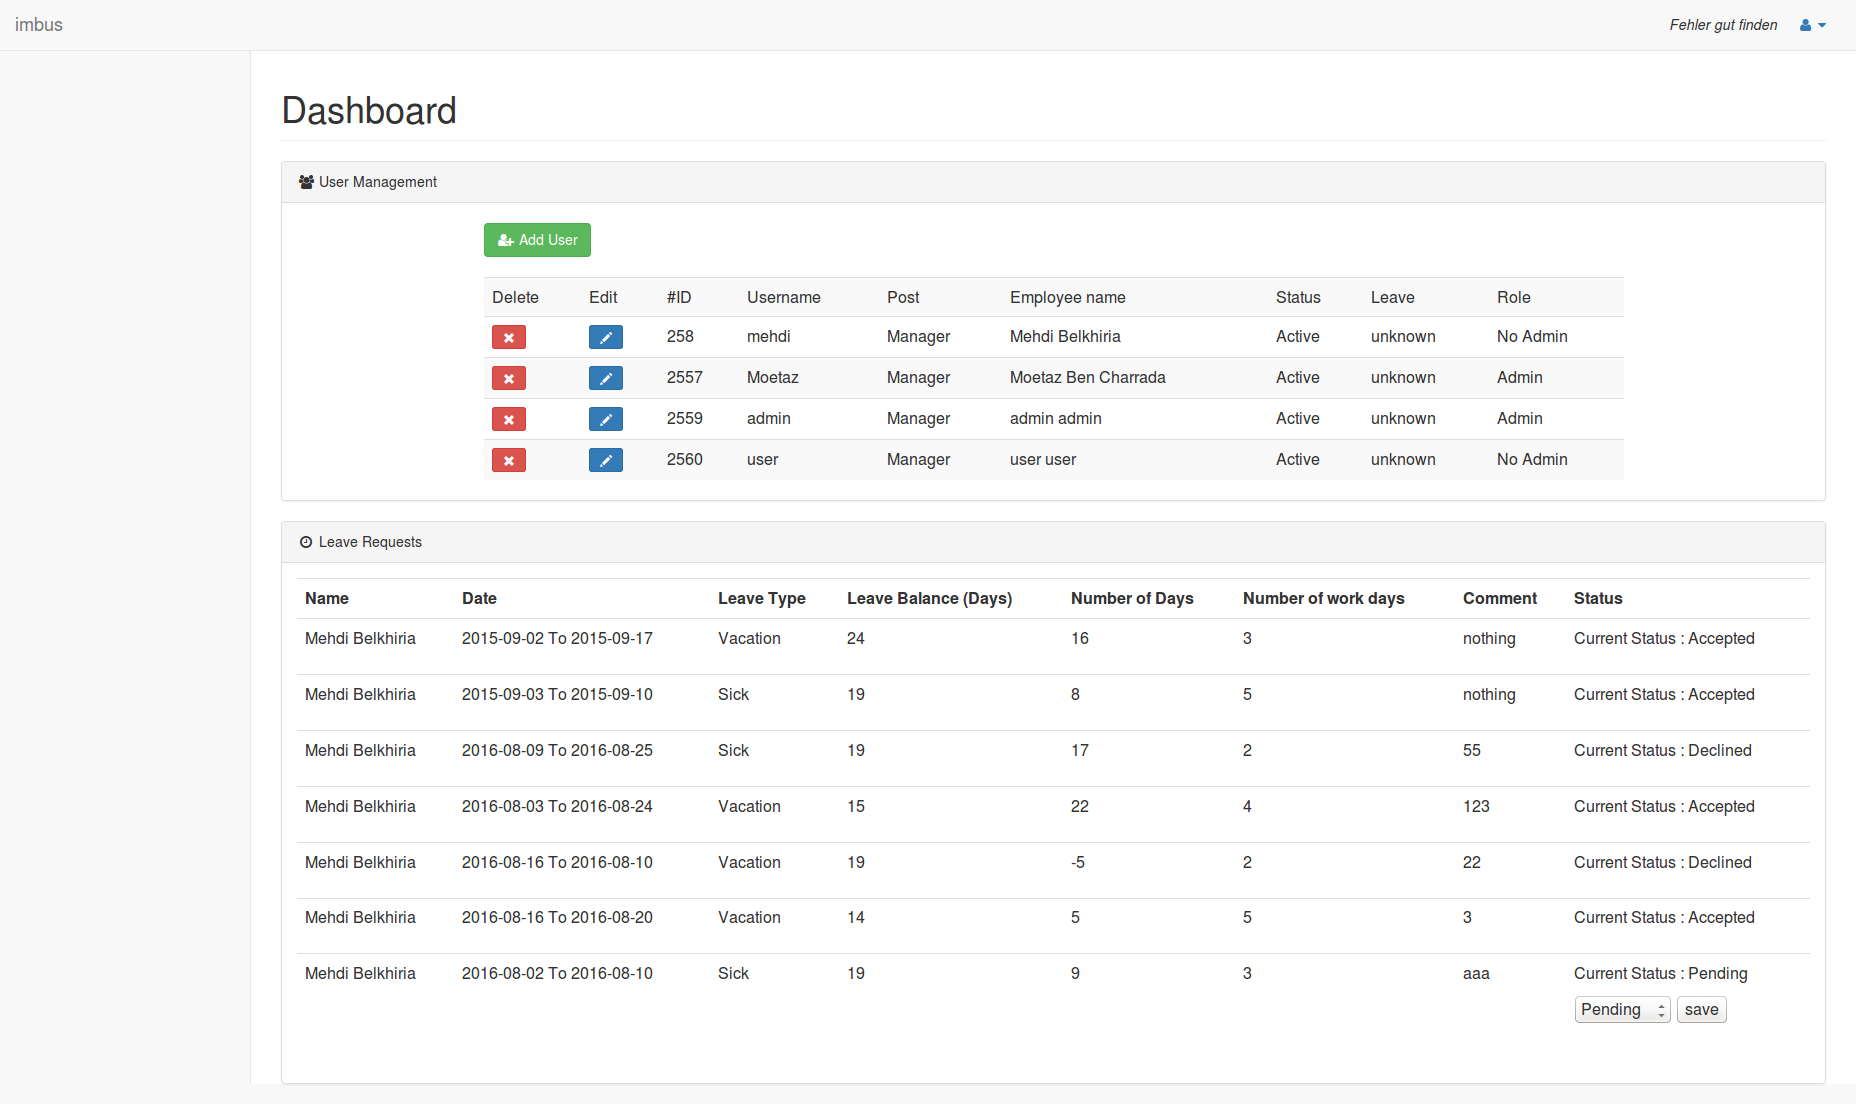 imbus Fehler gut finden
Dashboard
User Management
Add User
Delete Edit #ID Username Post Employee name Status Leave Role
258 mehdi Manager Mehdi Belkhiria Active unknown No Admin
2557 Moetaz Manager Moetaz Ben Charrada Active unknown Admin
2559 admin Manager admin admin Active unknown Admin
2560 user Manager user user Active unknown No Admin
Leave Requests
Name Date Leave Type Leave Balance (Days) Number of Days Number of work days Comment Status
Mehdi Belkhiria 2015-09-02 To 2015-09-17 Vacation 24 16 3 nothing Current Status : Accepted
Mehdi Belkhiria 2015-09-03 To 2015-09-10 Sick 19 8 5 nothing Current Status : Accepted
Mehdi Belkhiria 2016-08-09 To 2016-08-25 Sick 19 17 2 55 Current Status : Declined
Mehdi Belkhiria 2016-08-03 To 2016-08-24 Vacation 15 22 4 123 Current Status : Accepted
Mehdi Belkhiria 2016-08-16 To 2016-08-10 Vacation 19 -5 2 22 Current Status : Declined
Mehdi Belkhiria 2016-08-16 To 2016-08-20 Vacation 14 5 5 3 Current Status : Accepted
Mehdi Belkhiria 2016-08-02 To 2016-08-10 Sick 19 9 3 aaa Current Status : Pending
Pending save